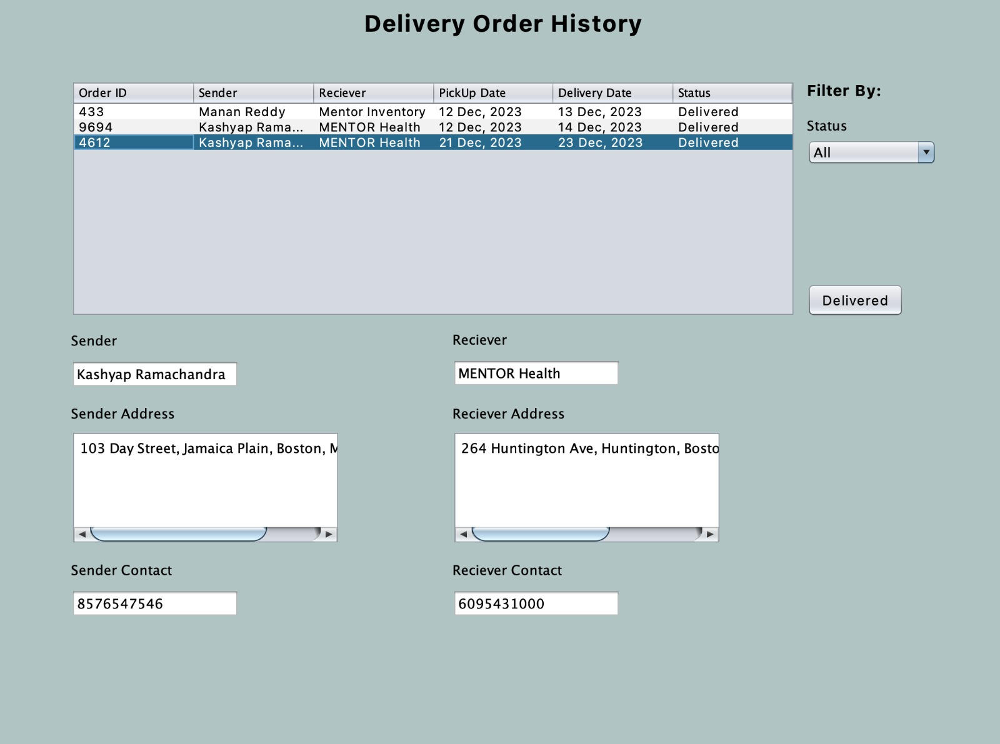 Delivery Order History
Order ID Sender Reciever PickUp Date Delivery Date Status
433 Manan Reddy Mentor Inventory 12 Dec, 2023 13 Dec, 2023 Delivered
9694 Kashyap Rama... MENTOR Health 12 Dec, 2023 14 Dec, 2023 Delivered
4612 Kashyap Rama... MENTOR Health 21 Dec, 2023 23 Dec, 2023 Delivered
Filter By:
Status
All
Delivered
Sender Reciever
Kashyap Ramachandra MENTOR Health
Sender Address Reciever Address
103 Day Street, Jamaica Plain, Boston, 264 Huntington Ave, Huntington, Bosto
Sender Contact Reciever Contact
8576547546 6095431000